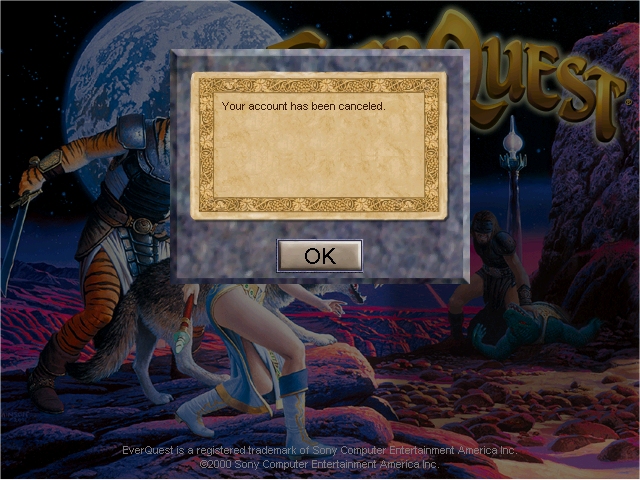 EVERQUEST
Your account has been canceled.
OK
EverQuest is a registered trademark of Sony Computer Entertainment America Inc.
©2000 Sony Computer Entertainment America Inc.